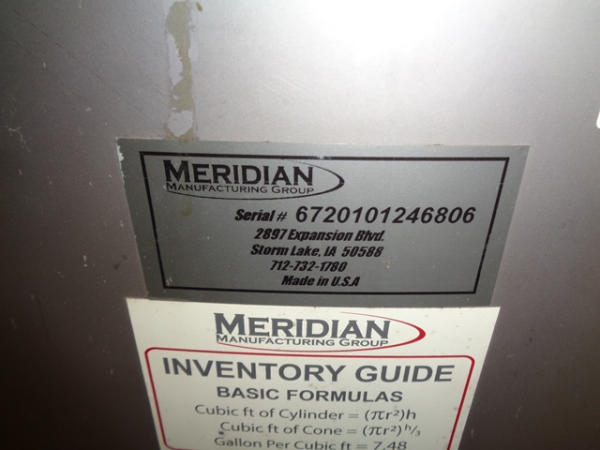 MERIDIAN
MANUFACTURING GROUP
Serial # 6720101246806
2897 Expansion Blvd.
Storm Lake, IA 50588
712-732-1780
Made in U.S.A
MERIDIAN
MANUFACTURING GROUP
INVENTORY GUIDE
BASIC FORMULAS
Cubic ft of Cylinder = (πr²)h
Cubic ft of Cone = (πr²)h/3
Gallon Per Cubic ft = 7.48